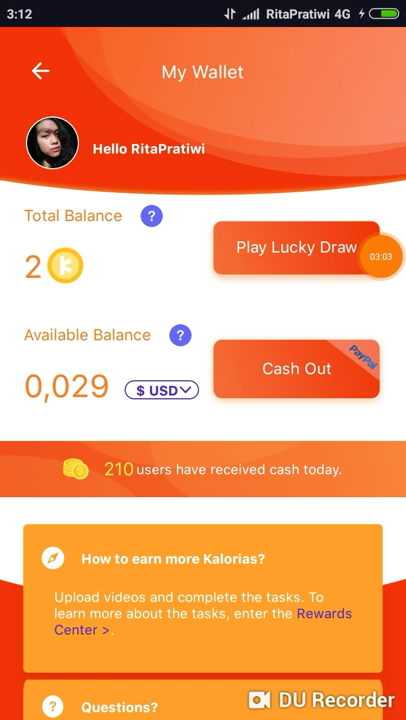 3:12 RitaPratiwi 4G
My Wallet
Hello RitaPratiwi
Total Balance ?
Play Lucky Draw
03:03
2 K
Available Balance ?
PayPal
Cash Out
0,029 $ USD
210 users have received cash today.
How to earn more Kalorias?
Upload videos and complete the tasks. To
learn more about the tasks, enter the Rewards
Center >.
? Questions?
DU Recorder